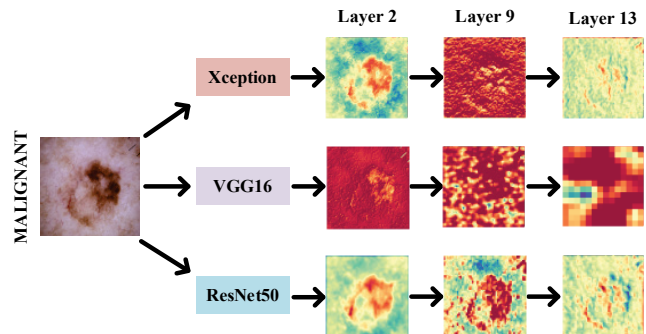 Layer 2 Layer 9 Layer 13
Xception
MALIGNANT
VGG16
ResNet50